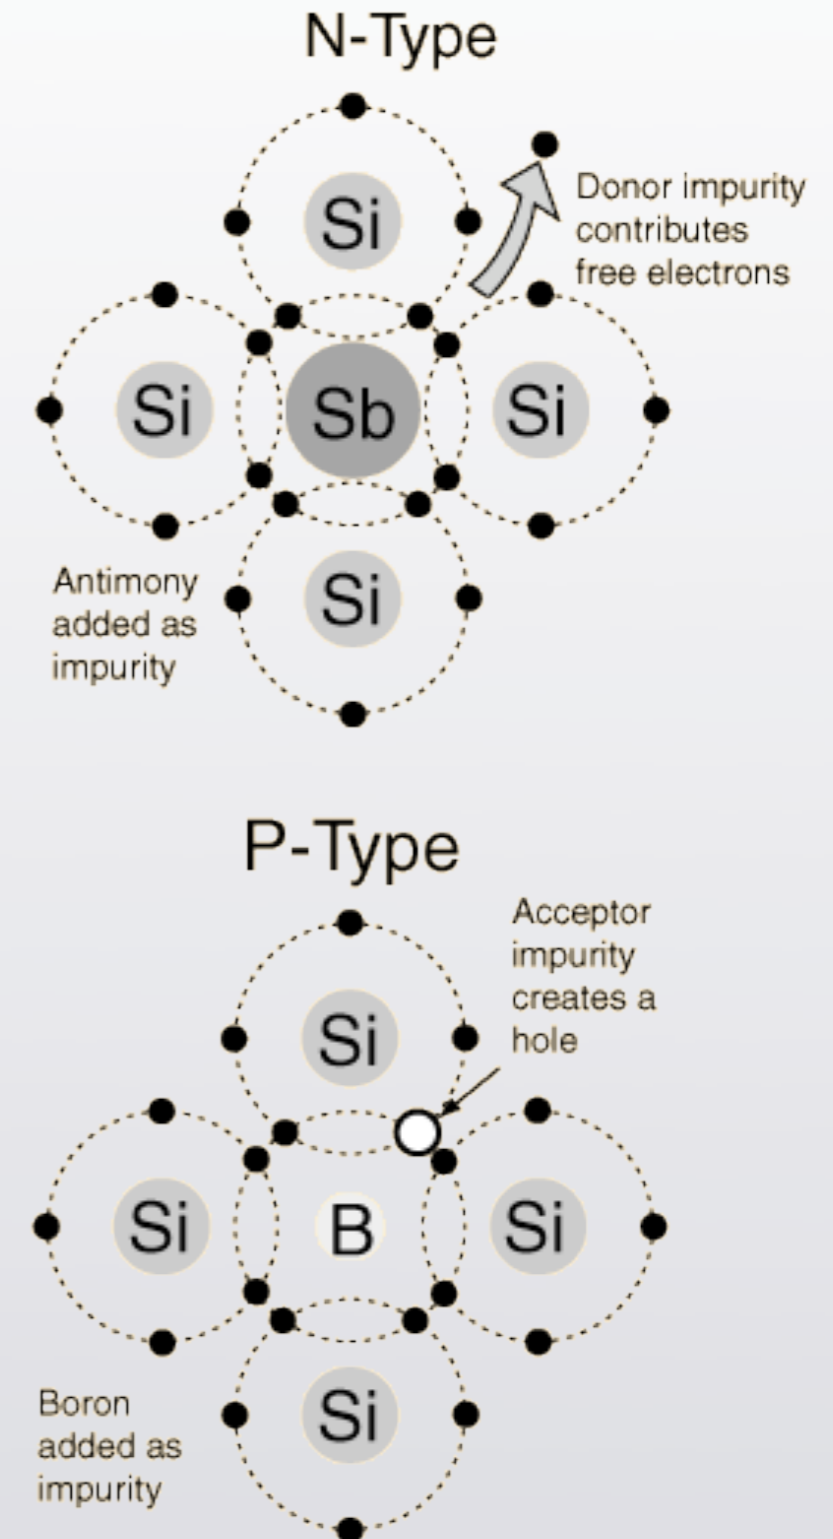 N-Type
Si
Donor impurity
contributes
free electrons
Si
Sb
Si
Antimony
added as
impurity
Si
P-Type
Acceptor
impurity
creates a
hole
Si
Si
B
Si
Boron
added as
impurity
Si